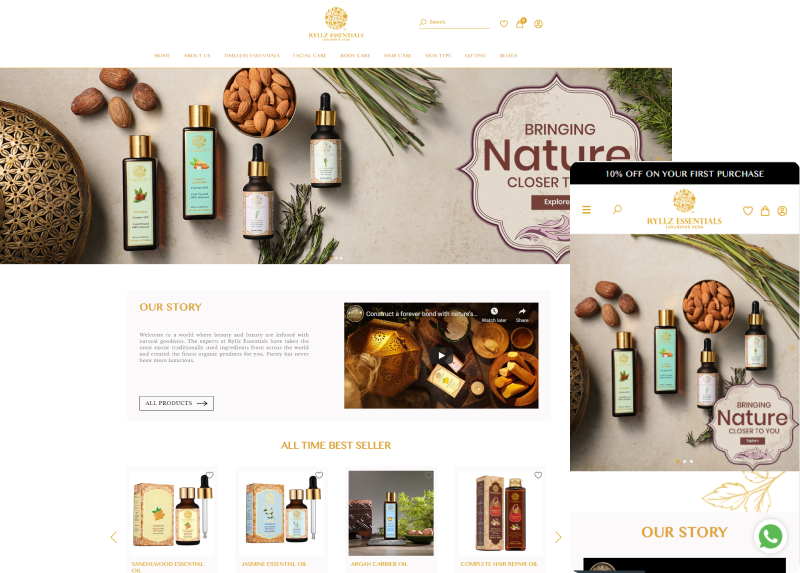 RYLLZ ESSENTIALS
Search
0
HOME ABOUT US TIMELESS ESSENTIALS FACIAL CARE BODY CARE HAIR CARE SKIN TYPE GIFTING BLOGS
BRINGING
Nature
CLOSER TO
Explore
10% OFF ON YOUR FIRST PURCHASE
RYLLZ ESSENTIALS
BRINGING
Nature
CLOSER TO YOU
Explore
OUR STORY
OUR STORY
Welcome to a world where beauty and luxury are infused with
natural goodness. The experts at Ryllz Essentials have taken the
most exotic traditionally used ingredients from across the world
and created the finest organic products for you. Purity has never
been more luxurious.
ALL PRODUCTS
Construct a forever bond with nature's...
Watch later
Share
ALL TIME BEST SELLER
SANDALWOOD ESSENTIAL
OIL
JASMINE ESSENTIAL OIL
ARGAN CARRIER OIL
COMPLETE HAIR REPAIR OIL